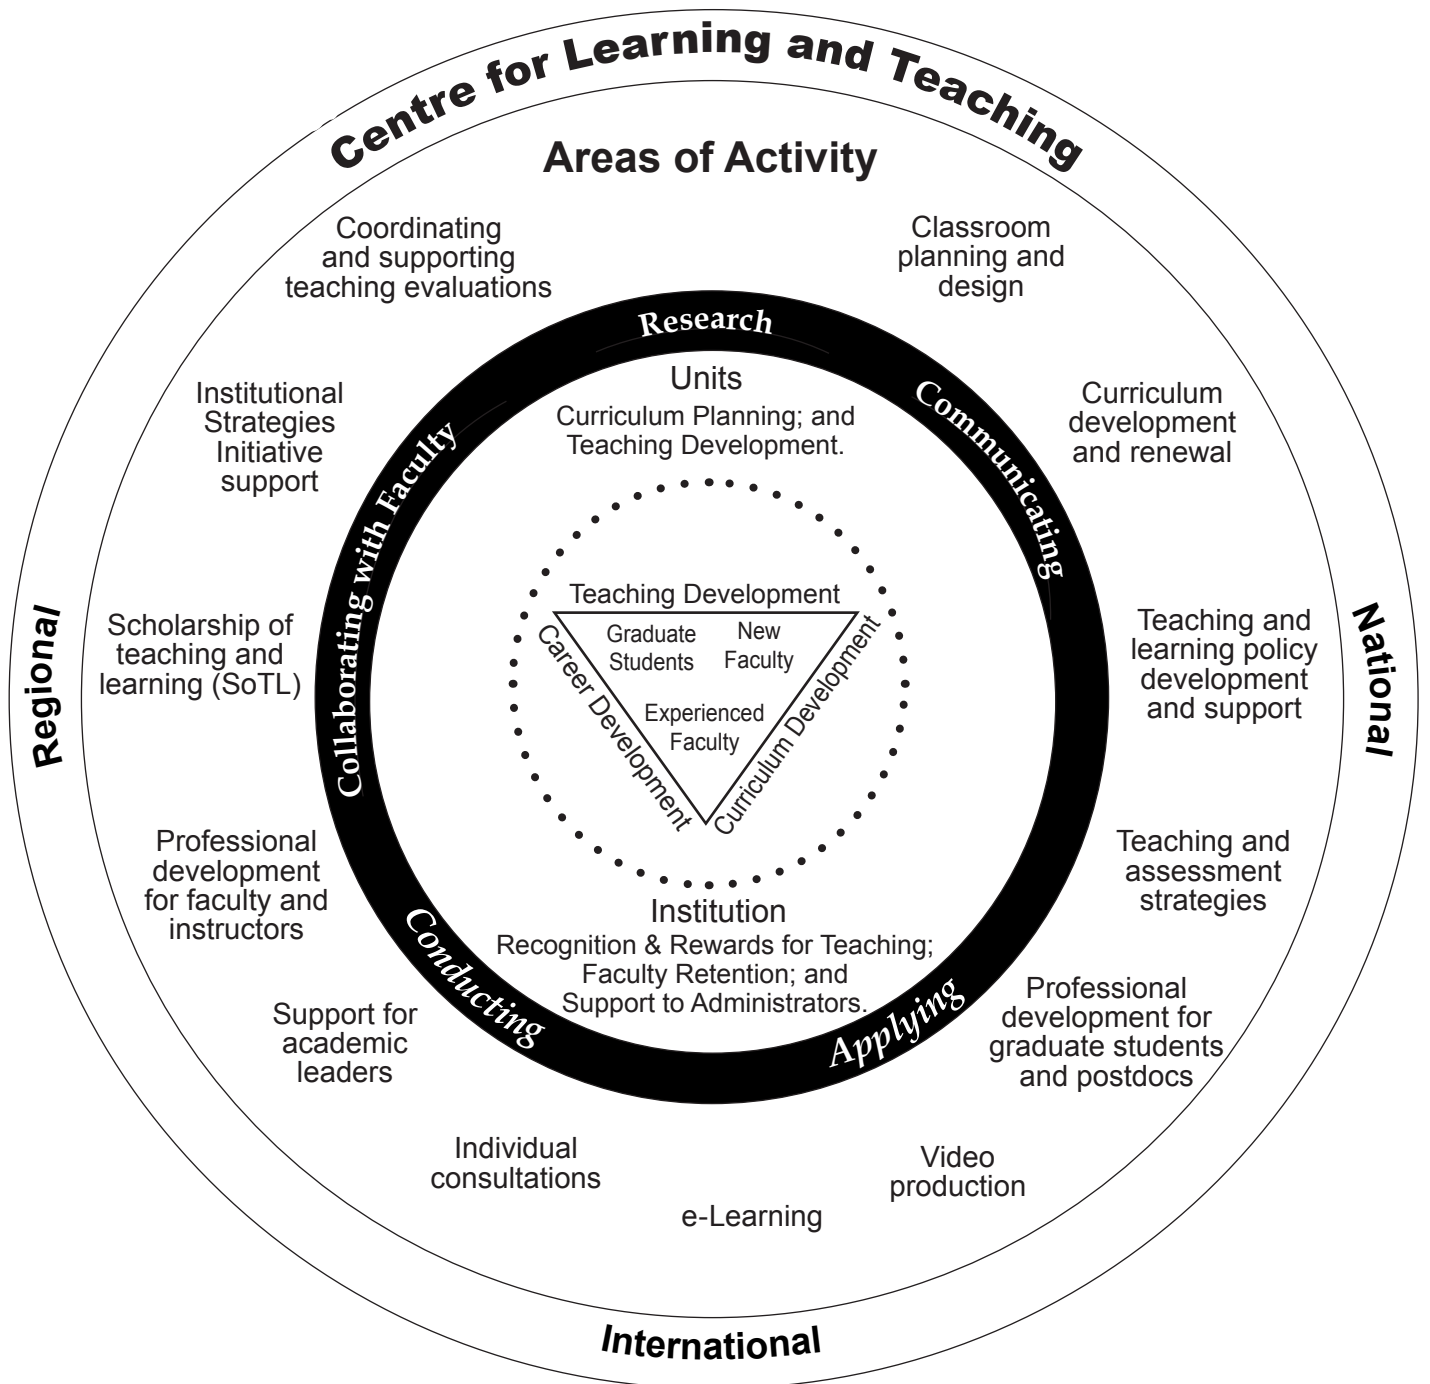 Centre for Learning and Teaching
Areas of Activity
Coordinating
and supporting
teaching evaluations
Classroom
planning and
design
Institutional
Strategies
Initiative
support
Curriculum
development
and renewal
Scholarship of
teaching and
learning (SoTL)
Teaching and
learning policy
development
and support
Professional
development
for faculty and
instructors
Teaching and
assessment
strategies
Support for
academic
leaders
Professional
development for
graduate students
and postdocs
Individual
consultations
e-Learning
Video
production
Regional
National
International
Research
Communicating
Collaborating with Faculty
Conducting
Applying
Units
Curriculum Planning; and
Teaching Development.
Teaching Development
Career Development
Curriculum Development
Graduate
Students
New
Faculty
Experienced
Faculty
Institution
Recognition & Rewards for Teaching;
Faculty Retention; and
Support to Administrators.